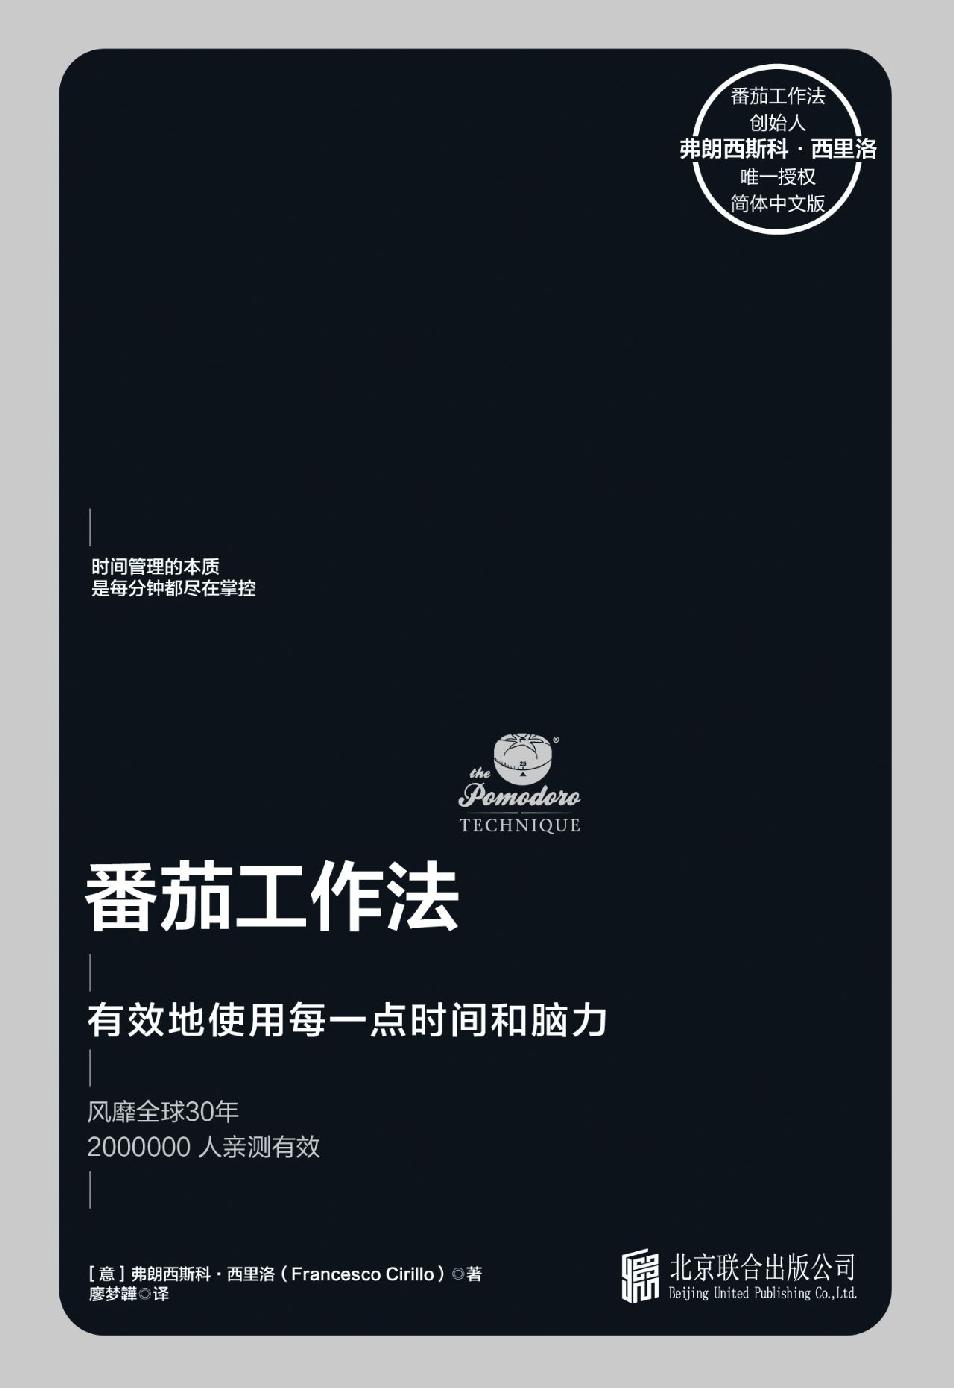 番茄工作法
创始人
弗朗西斯科·西里洛
唯一授权
简体中文版
时间管理的本质
是每分钟都尽在掌控
25
the
Pomodoro
®
TECHNIQUE
番茄工作法
有效地使用每一点时间和脑力
风靡全球30年
2000000 人亲测有效
[ 意 ] 弗朗西斯科·西里洛（Francesco Cirillo）◎著
廖梦韡◎译
北京联合出版公司
Beijing United Publishing Co.,Ltd.